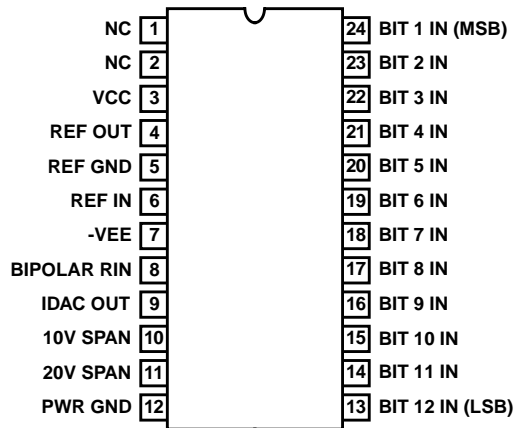 NC 1
NC 2
VCC 3
REF OUT 4
REF GND 5
REF IN 6
-VEE 7
BIPOLAR RIN 8
IDAC OUT 9
10V SPAN 10
20V SPAN 11
PWR GND 12
24 BIT 1 IN (MSB)
23 BIT 2 IN
22 BIT 3 IN
21 BIT 4 IN
20 BIT 5 IN
19 BIT 6 IN
18 BIT 7 IN
17 BIT 8 IN
16 BIT 9 IN
15 BIT 10 IN
14 BIT 11 IN
13 BIT 12 IN (LSB)